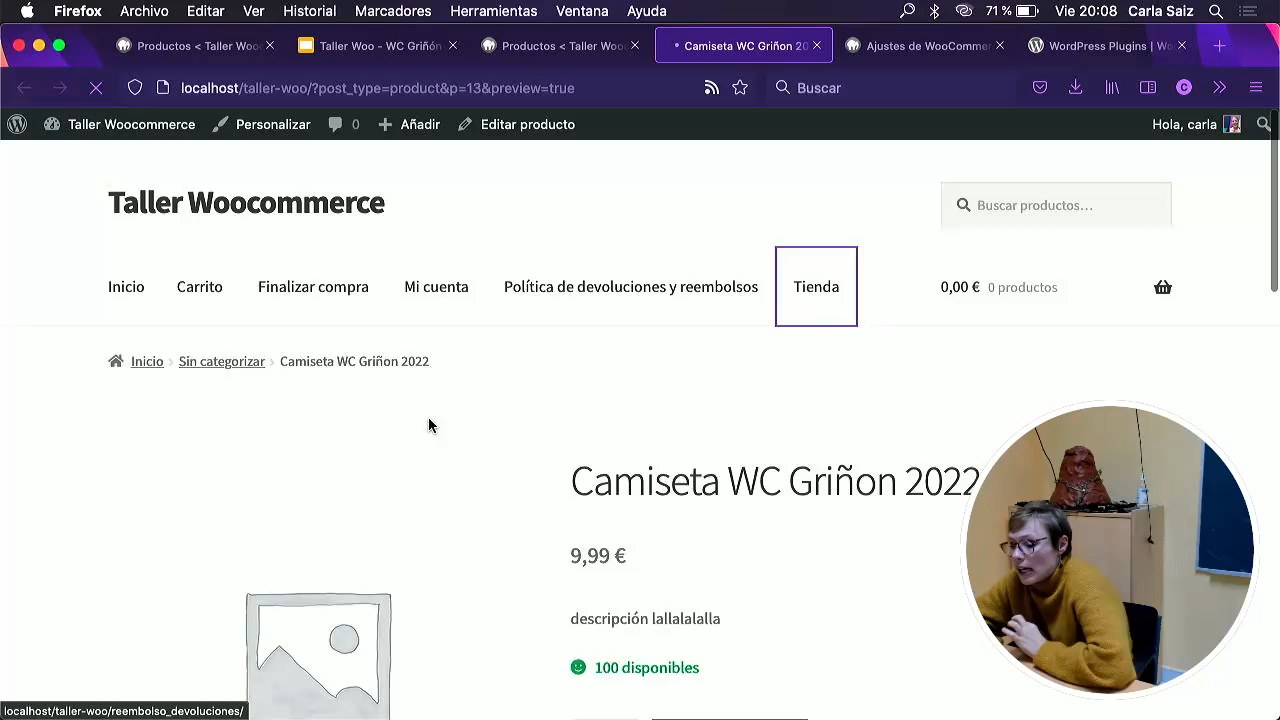 Firefox Archivo Editar Ver Historial Marcadores Herramientas Ventana Ayuda 71 % Vie 20:08 Carla Saiz
Productos < Taller Woo Taller Woo - WC Griñón Productos < Taller Woo Camiseta WC Griñon 20 Ajustes de WooCommer WordPress Plugins | Wo
localhost/taller-woo/?post_type=product&p=13&preview=true Buscar
Taller Woocommerce Personalizar 0 Añadir Editar producto Hola, carla
Taller Woocommerce
Buscar productos…
Inicio Carrito Finalizar compra Mi cuenta Política de devoluciones y reembolsos Tienda 0,00 € 0 productos
Inicio Sin categorizar Camiseta WC Griñon 2022
Camiseta WC Griñon 2022
9,99 €
descripción lallalalalla
100 disponibles
localhost/taller-woo/reembolso_devoluciones/